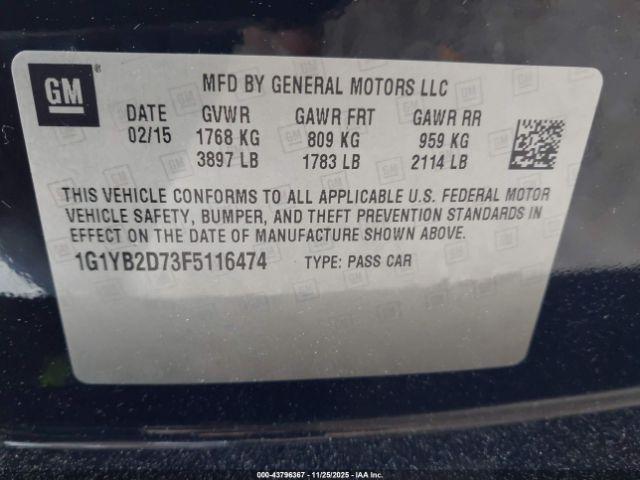 GM ®
MFD BY GENERAL MOTORS LLC
DATE GVWR GAWR FRT GAWR RR
02/15 1768 KG 809 KG 959 KG
3897 LB 1783 LB 2114 LB
THIS VEHICLE CONFORMS TO ALL APPLICABLE U.S. FEDERAL MOTOR
VEHICLE SAFETY, BUMPER, AND THEFT PREVENTION STANDARDS IN
EFFECT ON THE DATE OF MANUFACTURE SHOWN ABOVE.
1G1YB2D73F5116474 TYPE: PASS CAR
000-43796367 - 11/25/2025 - IAA, Inc.